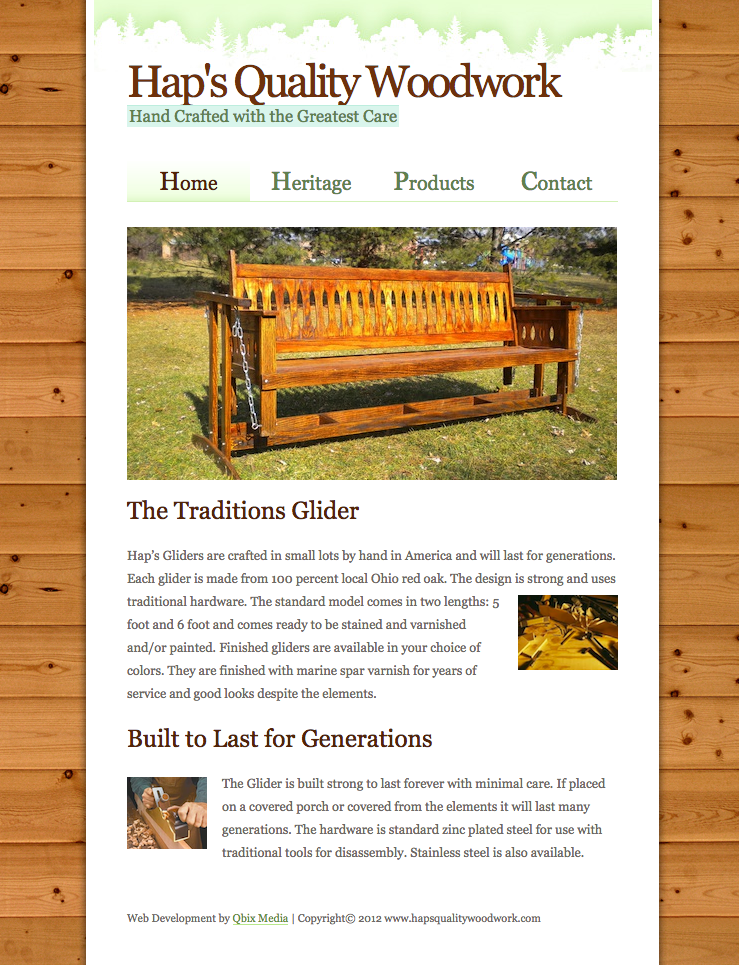 Hap's Quality Woodwork
Hand Crafted with the Greatest Care
Home Heritage Products Contact
The Traditions Glider
Hap's Gliders are crafted in small lots by hand in America and will last for generations.
Each glider is made from 100 percent local Ohio red oak. The design is strong and uses
traditional hardware. The standard model comes in two lengths: 5
foot and 6 foot and comes ready to be stained and varnished
and/or painted. Finished gliders are available in your choice of
colors. They are finished with marine spar varnish for years of
service and good looks despite the elements.
Built to Last for Generations
The Glider is built strong to last forever with minimal care. If placed
on a covered porch or covered from the elements it will last many
generations. The hardware is standard zinc plated steel for use with
traditional tools for disassembly. Stainless steel is also available.
Web Development by Qbix Media | Copyright© 2012 www.hapsqualitywoodwork.com